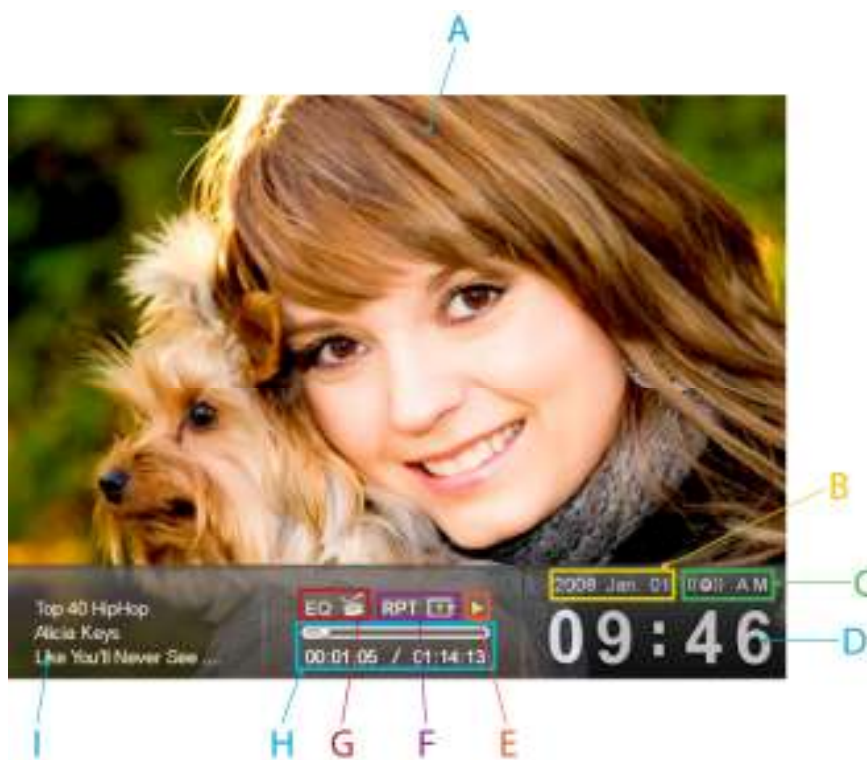 A
B
2008 Jan. 01 ((●)) AM
C
EQ RPT 1
Top 40 HipHop
Alicia Keys
Like You'll Never See ...
00:01:05 / 01:14:13
09:46
D
I H G F E